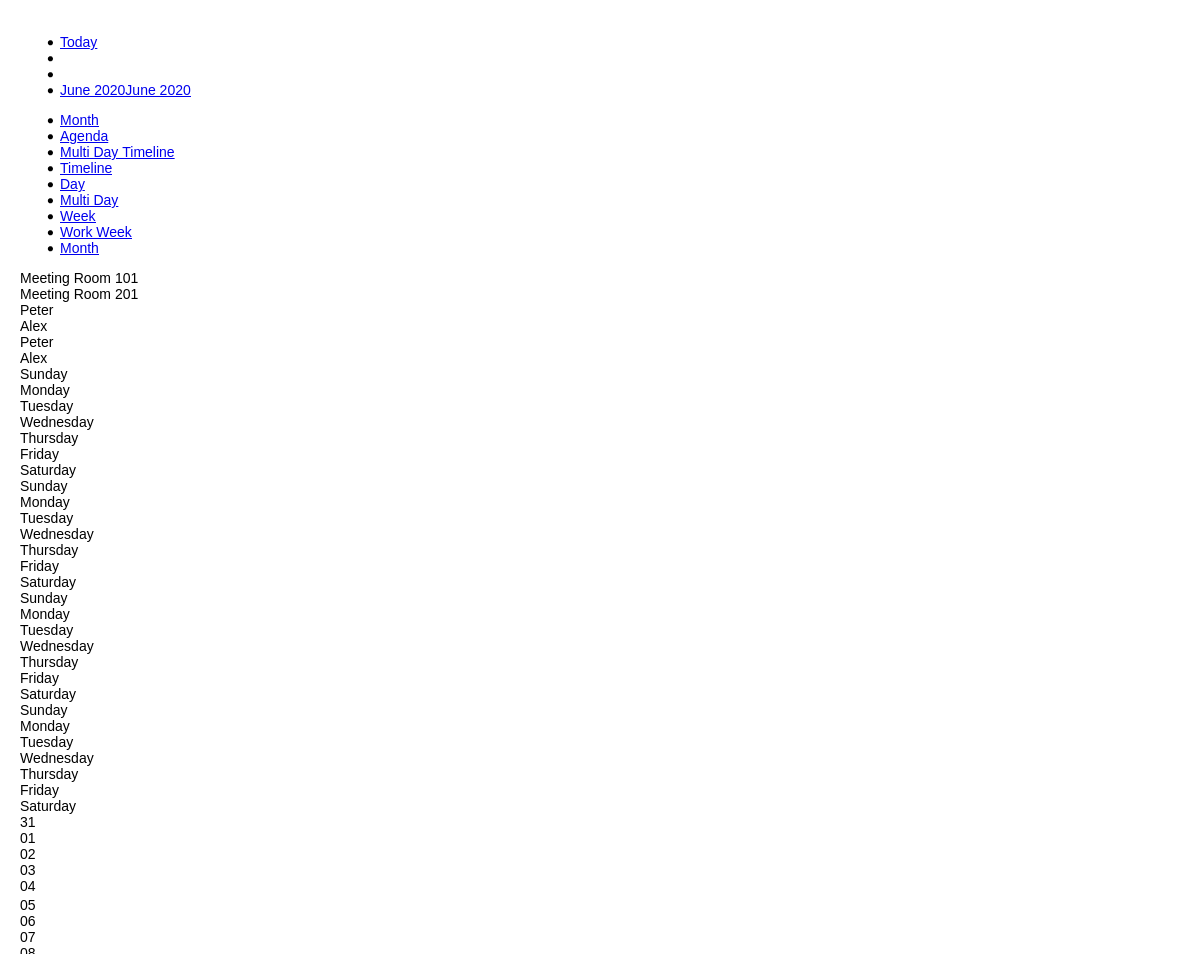 Today
June 2020June 2020
Month
Agenda
Multi Day Timeline
Timeline
Day
Multi Day
Week
Work Week
Month
Meeting Room 101
Meeting Room 201
Peter
Alex
Peter
Alex
Sunday
Monday
Tuesday
Wednesday
Thursday
Friday
Saturday
Sunday
Monday
Tuesday
Wednesday
Thursday
Friday
Saturday
Sunday
Monday
Tuesday
Wednesday
Thursday
Friday
Saturday
Sunday
Monday
Tuesday
Wednesday
Thursday
Friday
Saturday
31
01
02
03
04
05
06
07
08